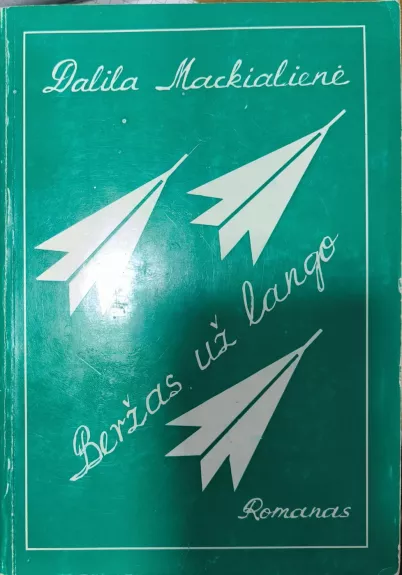 Dalila Mackialienė
Beržas už lango
Romanas